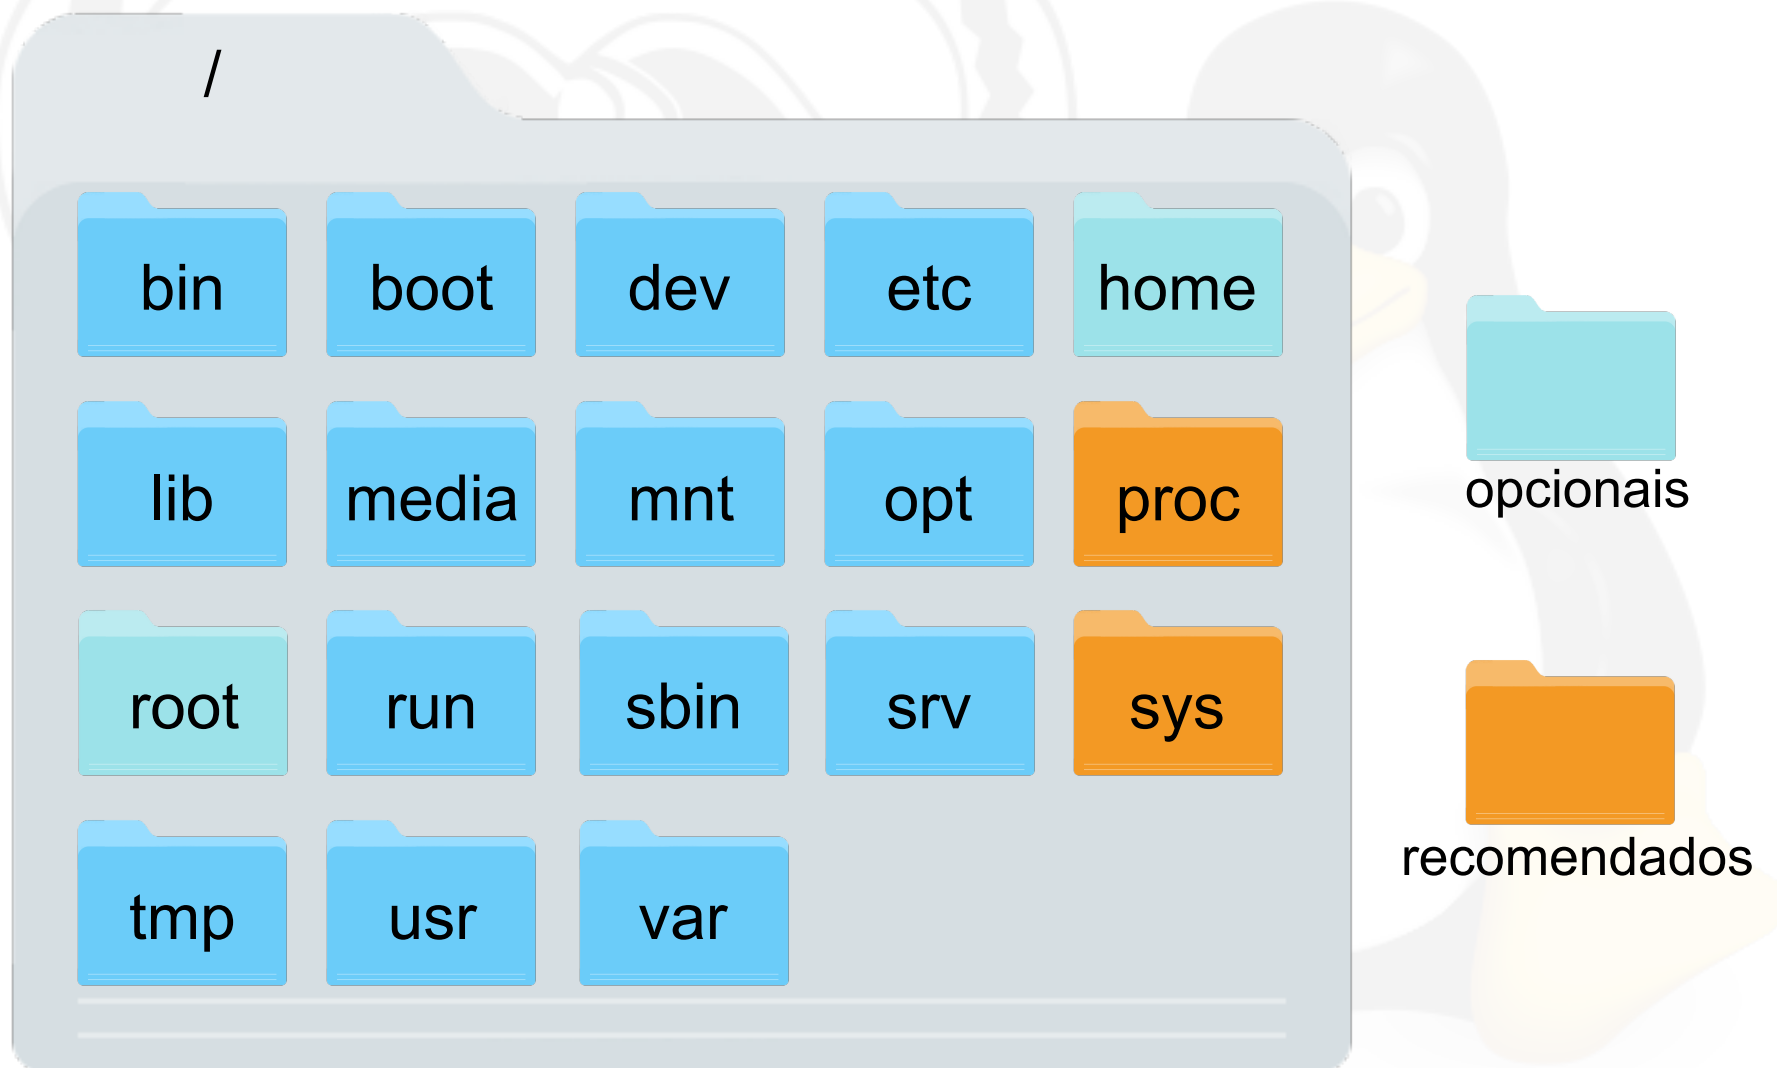 /
bin boot dev etc home
lib media mnt opt proc
root run sbin srv sys
tmp usr var
opcionais
recomendados